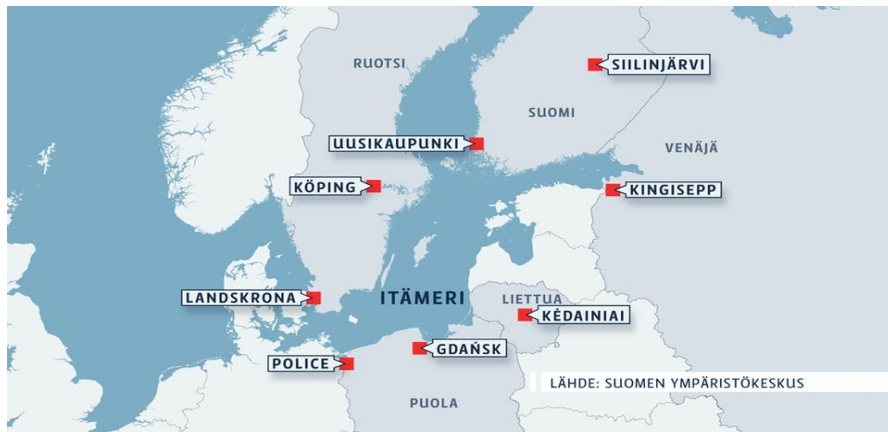 RUOTSI
SIILINJÄRVI
SUOMI
UUSIKAUPUNKI
VENÄJÄ
KÖPING
KINGISEPP
LANDSKRONA
ITÄMERI
LIETTUA
KĖDAINIAI
GDAŃSK
POLICE
LÄHDE: SUOMEN YMPÄRISTÖKESKUS
PUOLA